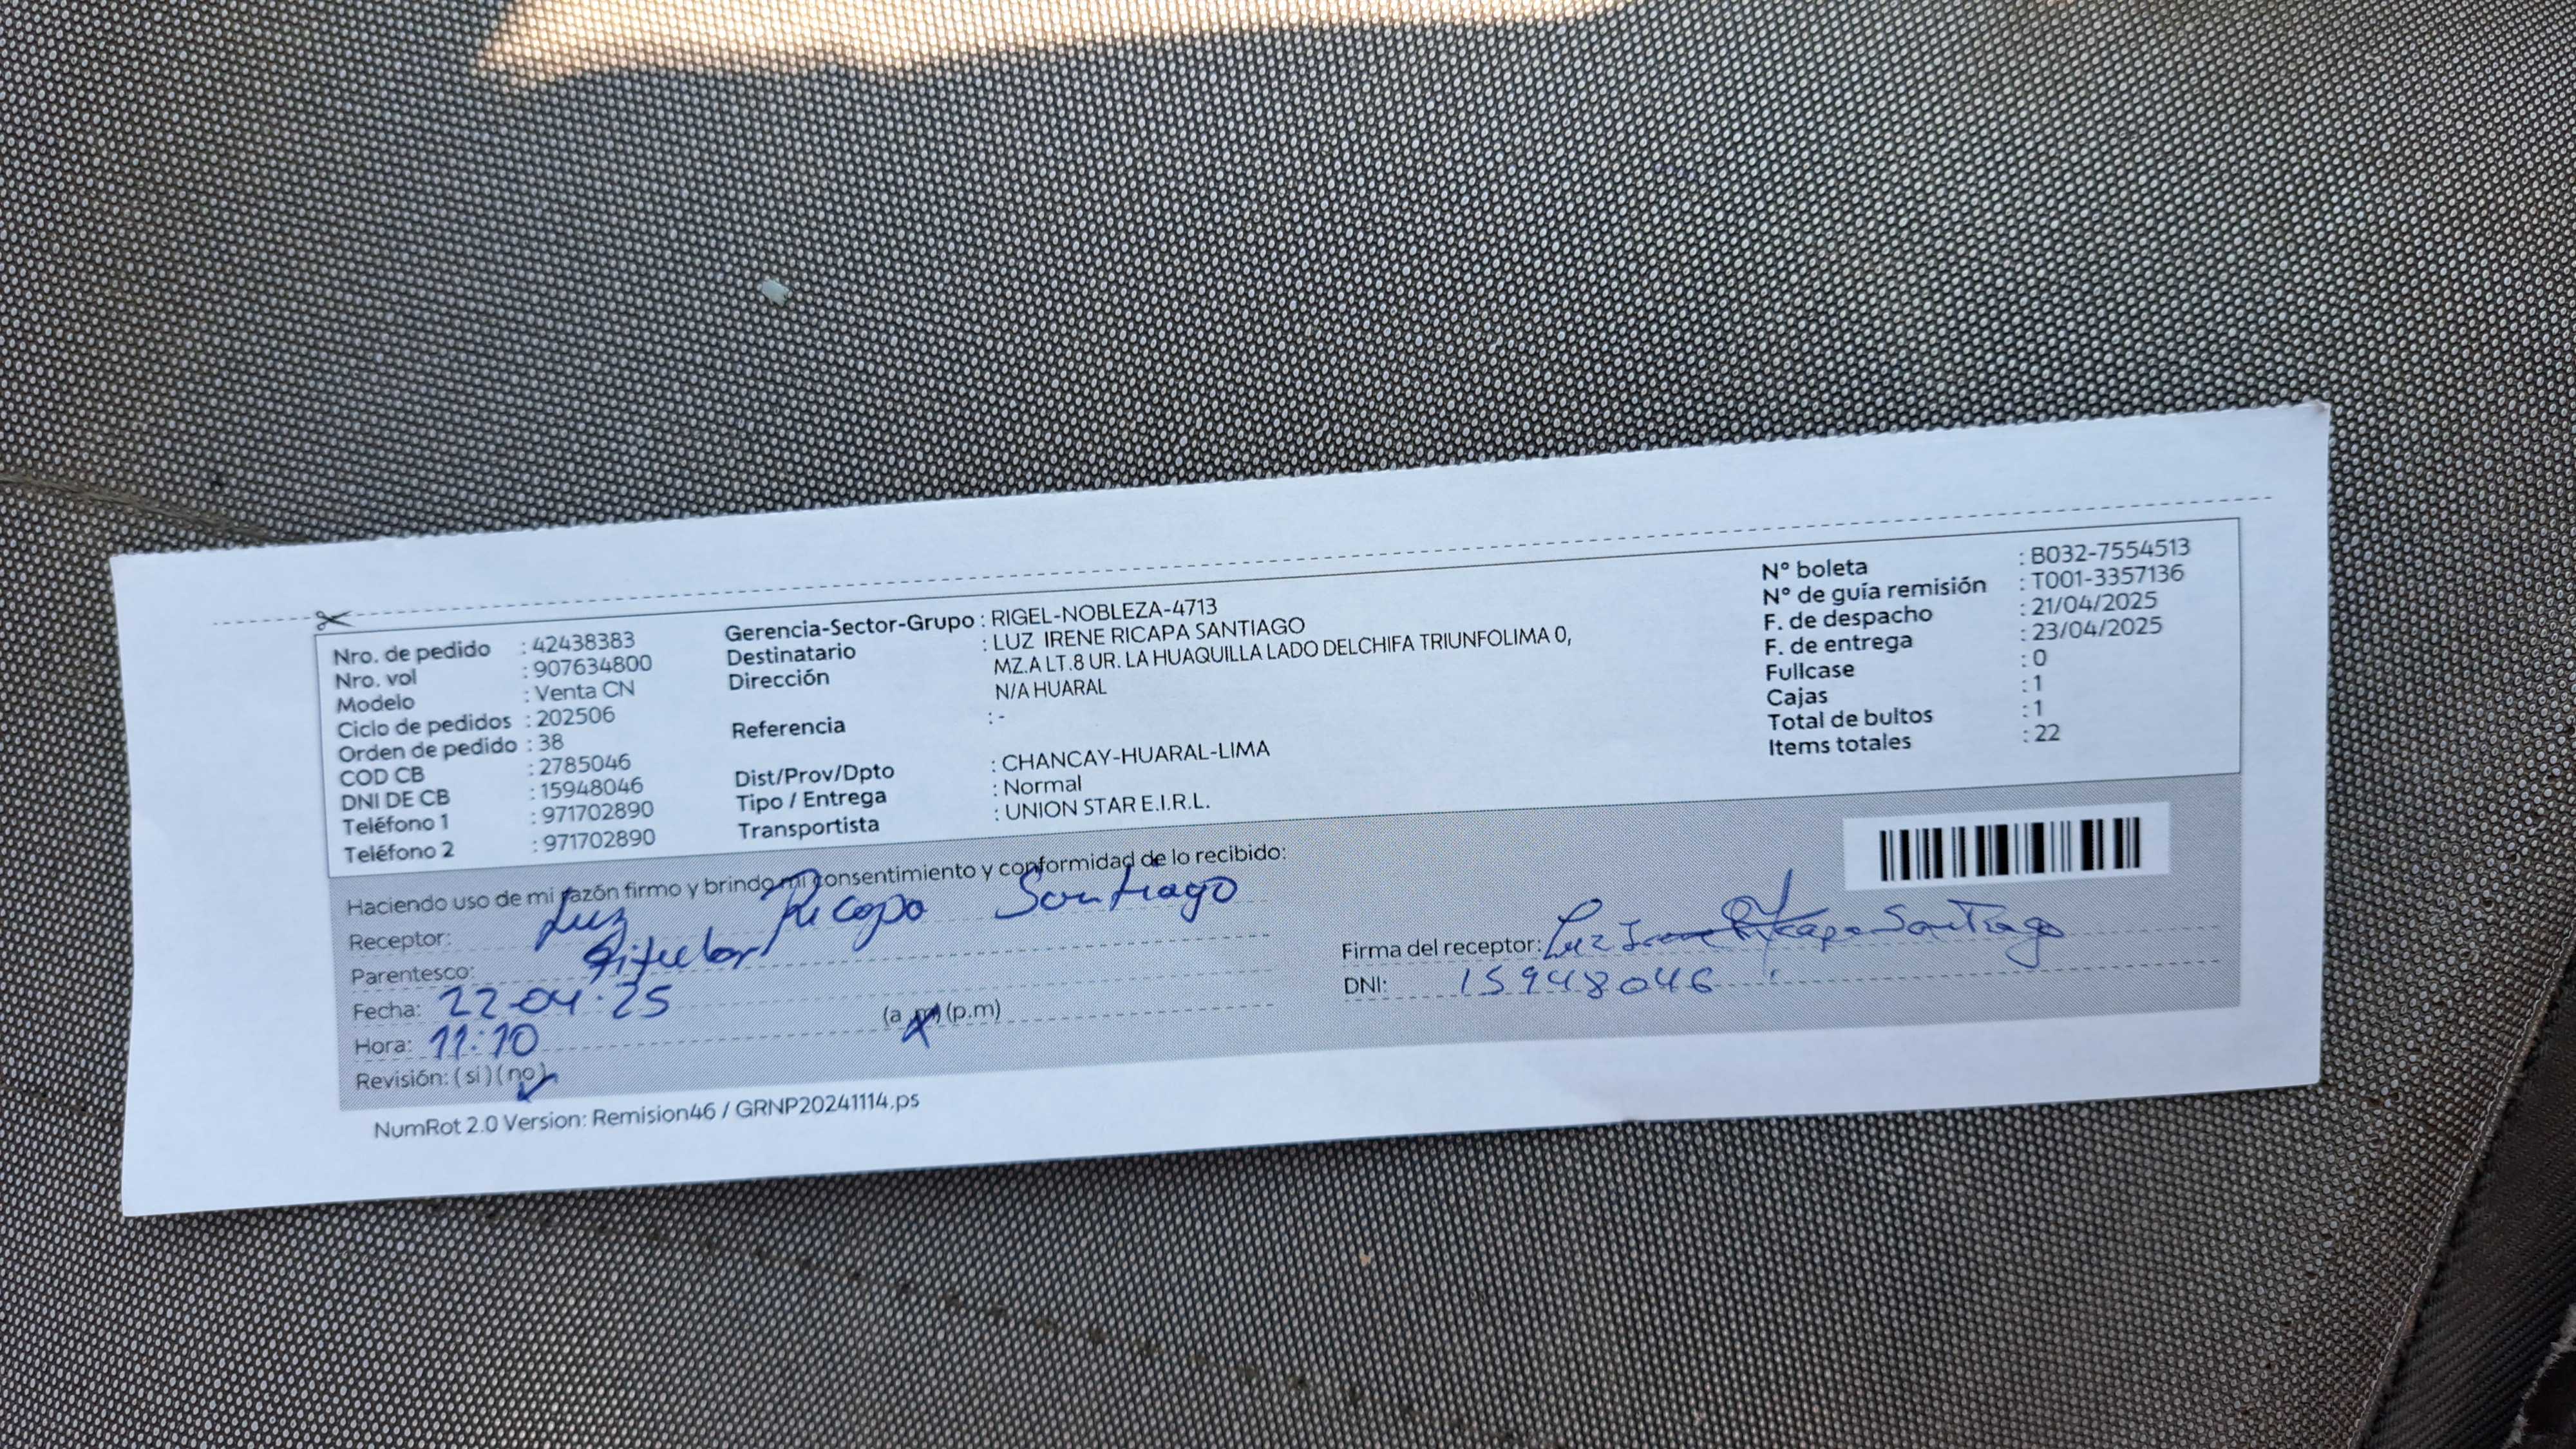 Nro. de pedido : 42438383
Nro. vol : 907634800
Modelo : Venta CN
Ciclo de pedidos : 202506
Orden de pedido : 38
COD CB : 2785046
DNI DE CB : 15948046
Teléfono 1 : 971702890
Teléfono 2 : 971702890
Gerencia-Sector-Grupo : RIGEL-NOBLEZA-4713
Destinatario : LUZ IRENE RICAPA SANTIAGO
Dirección MZ.A LT.8 UR. LA HUAQUILLA LADO DELCHIFA TRIUNFOLIMA 0,
N/A HUARAL
Referencia : -
Dist/Prov/Dpto : CHANCAY-HUARAL-LIMA
Tipo / Entrega : Normal
Transportista : UNION STAR E.I.R.L.
N° boleta : B032-7554513
N° de guía remisión : T001-3357136
F. de despacho : 21/04/2025
F. de entrega : 23/04/2025
Fullcase : 0
Cajas : 1
Total de bultos : 1
Items totales : 22
Haciendo uso de mi razón firmo y brindo mi consentimiento y conformidad de lo recibido:
Receptor: Luz Ricapa Santiago
Parentesco: Titular
Fecha: 22-04-25
Hora: 11:10 (a.m) (p.m)
Revisión: (si) (no)
Firma del receptor: Luz Irene Ricapa Santiago
DNI: 15948046
NumRot 2.0 Version: Remision46 / GRNP20241114.ps